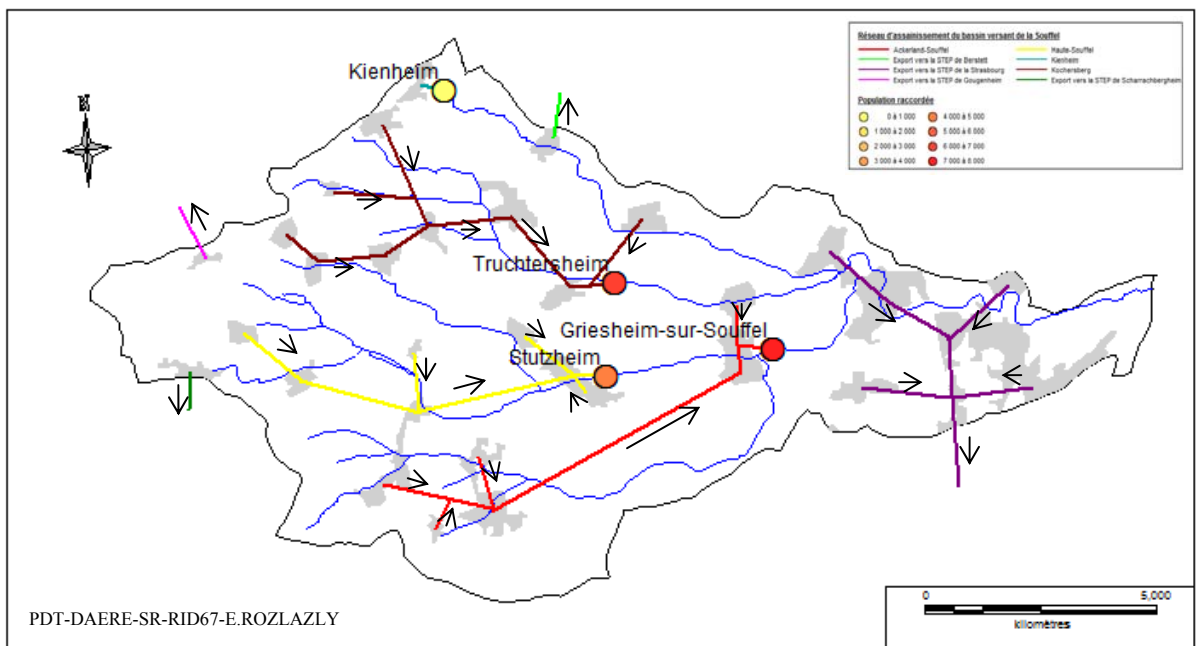 Réseau d'assainissement du bassin versant de la Souffel
Ackerland-Souffel
Haute-Souffel
Export vers la STEP de Berstett
Kienheim
Export vers la STEP de la Strasbourg
Kochersberg
Export vers la STEP de Gougenheim
Export vers la STEP de Scharrachbergheim
Population raccordée
0 à 1 000
4 000 à 5 000
1 000 à 2 000
5 000 à 6 000
2 000 à 3 000
6 000 à 7 000
3 000 à 4 000
7 000 à 8 000
Kienheim
N
Truchtersheim
Griesheim-sur-Souffel
Stutzheim
0 5,000
kilomètres
PDT-DAERE-SR-RID67-E.ROZLAZLY